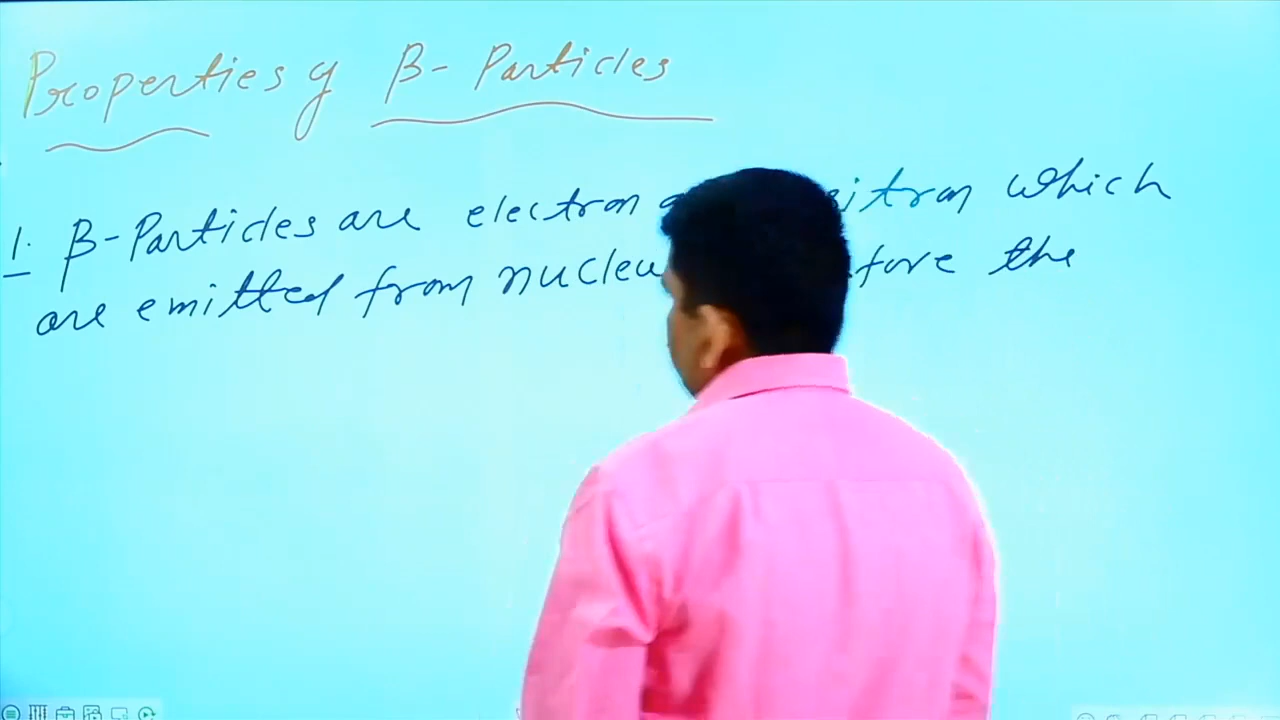 Properties of β- Particles
1. β-Particles are electron which
are emitted from the